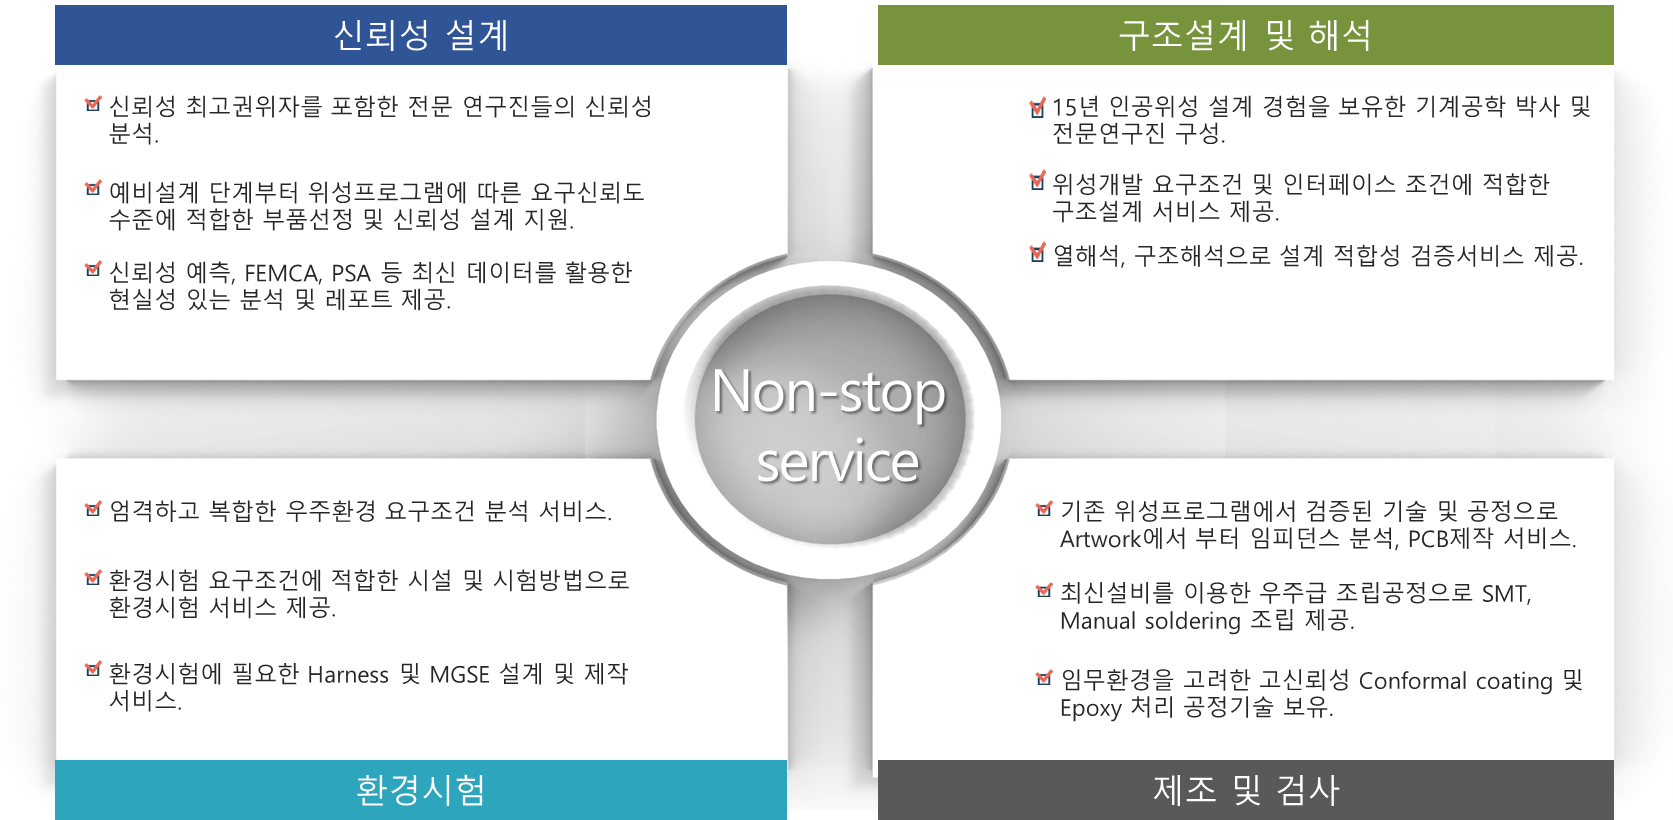 신뢰성 설계
신뢰성 최고권위자를 포함한 전문 연구진들의 신뢰성
분석.
예비설계 단계부터 위성프로그램에 따른 요구신뢰도
수준에 적합한 부품선정 및 신뢰성 설계 지원.
신뢰성 예측, FEMCA, PSA 등 최신 데이터를 활용한
현실성 있는 분석 및 레포트 제공.
구조설계 및 해석
15년 인공위성 설계 경험을 보유한 기계공학 박사 및
전문연구진 구성.
위성개발 요구조건 및 인터페이스 조건에 적합한
구조설계 서비스 제공.
열해석, 구조해석으로 설계 적합성 검증서비스 제공.
Non-stop
service
엄격하고 복합한 우주환경 요구조건 분석 서비스.
환경시험 요구조건에 적합한 시설 및 시험방법으로
환경시험 서비스 제공.
환경시험에 필요한 Harness 및 MGSE 설계 및 제작
서비스.
환경시험
기존 위성프로그램에서 검증된 기술 및 공정으로
Artwork에서 부터 임피던스 분석, PCB제작 서비스.
최신설비를 이용한 우주급 조립공정으로 SMT,
Manual soldering 조립 제공.
임무환경을 고려한 고신뢰성 Conformal coating 및
Epoxy 처리 공정기술 보유.
제조 및 검사